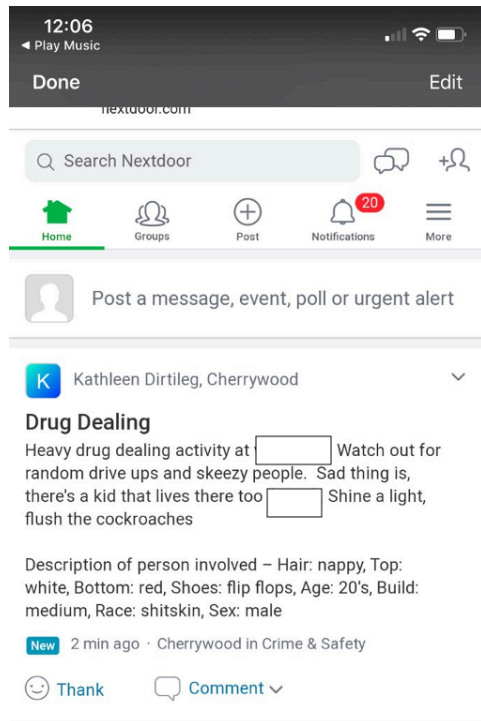 12:06
Play Music
Done Edit
nextdoor.com
Search Nextdoor
20
Home Groups Post Notifications More
Post a message, event, poll or urgent alert
K Kathleen Dirtileg, Cherrywood
Drug Dealing
Heavy drug dealing activity at Watch out for
random drive ups and skeezy people. Sad thing is,
there's a kid that lives there too Shine a light,
flush the cockroaches
Description of person involved – Hair: nappy, Top:
white, Bottom: red, Shoes: flip flops, Age: 20's, Build:
medium, Race: shitskin, Sex: male
New 2 min ago · Cherrywood in Crime & Safety
Thank Comment